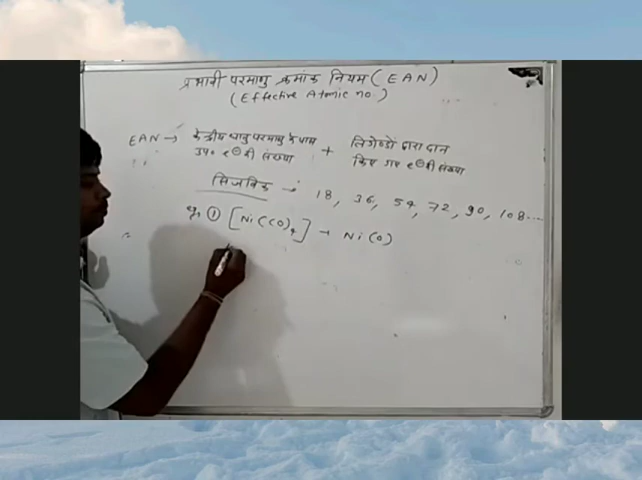 प्रभावी परमाणु क्रमांक नियम (EAN)
(Effective Atomic no.)
EAN → केन्द्रीय धातु परमाणु के पास उप० e⊖ की संख्या + लिगेण्डों द्वारा दान किए गए e⊖ की संख्या
सिजविक → 18, 36, 54, 72, 90, 108...
① [Ni(CO)4] → Ni(0)